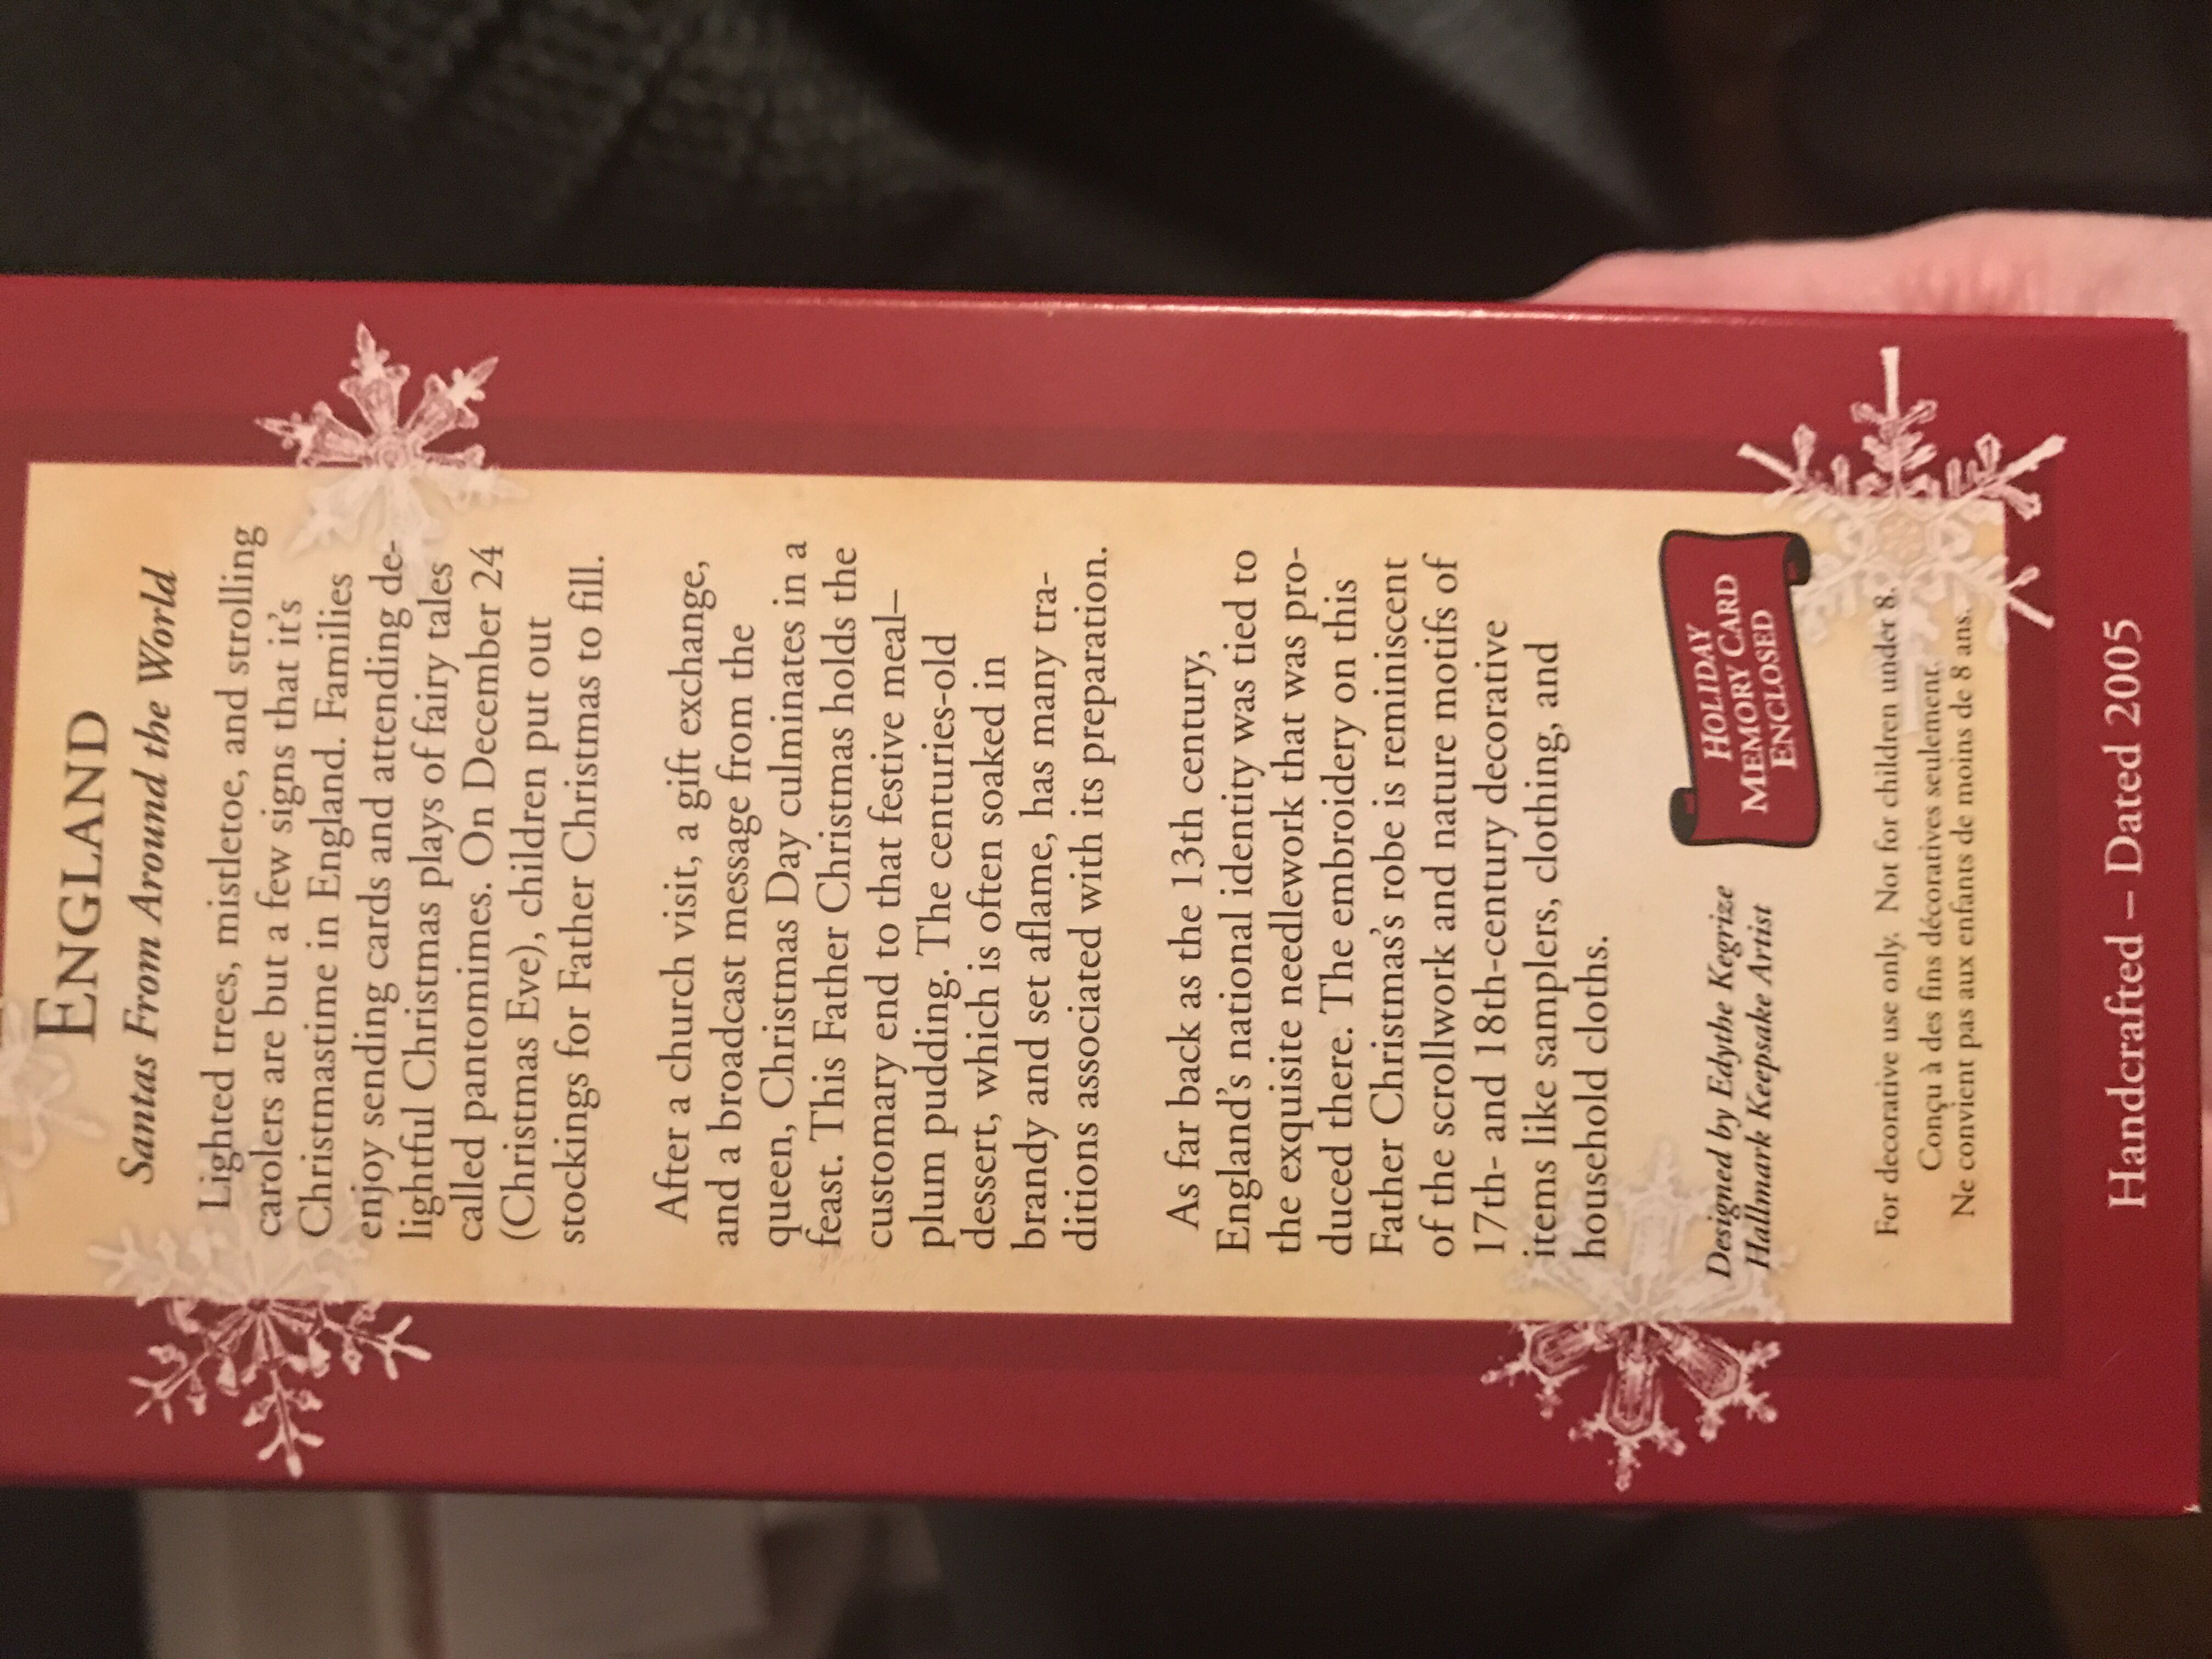 ENGLAND
Santas From Around the World
Lighted trees, mistletoe, and strolling
carolers are but a few signs that it's
Christmastime in England. Families
enjoy sending cards and attending de-
lightful Christmas plays of fairy tales
called pantomimes. On December 24
(Christmas Eve), children put out
stockings for Father Christmas to fill.
After a church visit, a gift exchange,
and a broadcast message from the
queen, Christmas Day culminates in a
feast. This Father Christmas holds the
customary end to that festive meal–
plum pudding. The centuries-old
dessert, which is often soaked in
brandy and set aflame, has many tra-
ditions associated with its preparation.
As far back as the 13th century,
England's national identity was tied to
the exquisite needlework that was pro-
duced there. The embroidery on this
Father Christmas's robe is reminiscent
of the scrollwork and nature motifs of
17th- and 18th-century decorative
items like samplers, clothing, and
household cloths.
Designed by Edythe Kegrize
Hallmark Keepsake Artist
HOLIDAY
MEMORY CARD
ENCLOSED
For decorative use only. Not for children under 8.
Conçu à des fins décoratives seulement.
Ne convient pas aux enfants de moins de 8 ans.
Handcrafted – Dated 2005